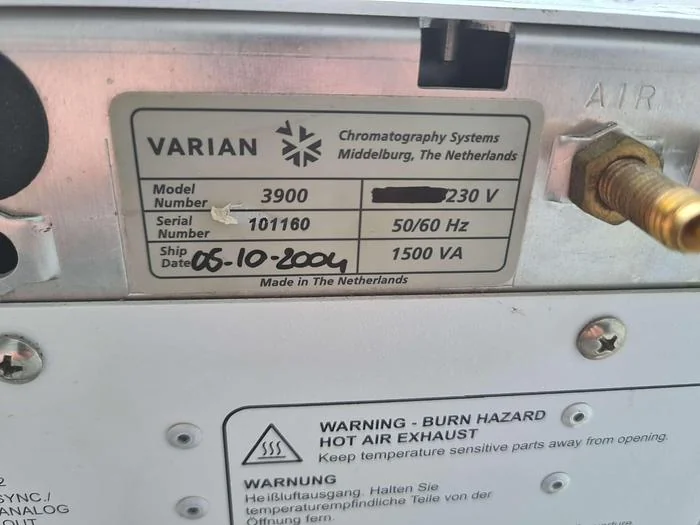 AIR
VARIAN
Chromatography Systems
Middelburg, The Netherlands
Model Number 3900
230 V
Serial Number 101160
50/60 Hz
Ship Date 05-10-2004
1500 VA
Made in The Netherlands
WARNING - BURN HAZARD
HOT AIR EXHAUST
Keep temperature sensitive parts away from opening.
WARNUNG
Heißluftausgang. Halten Sie
temperaturempfindliche Teile von der
Öffnung fern.
2
SYNC./
ANALOG
OUT